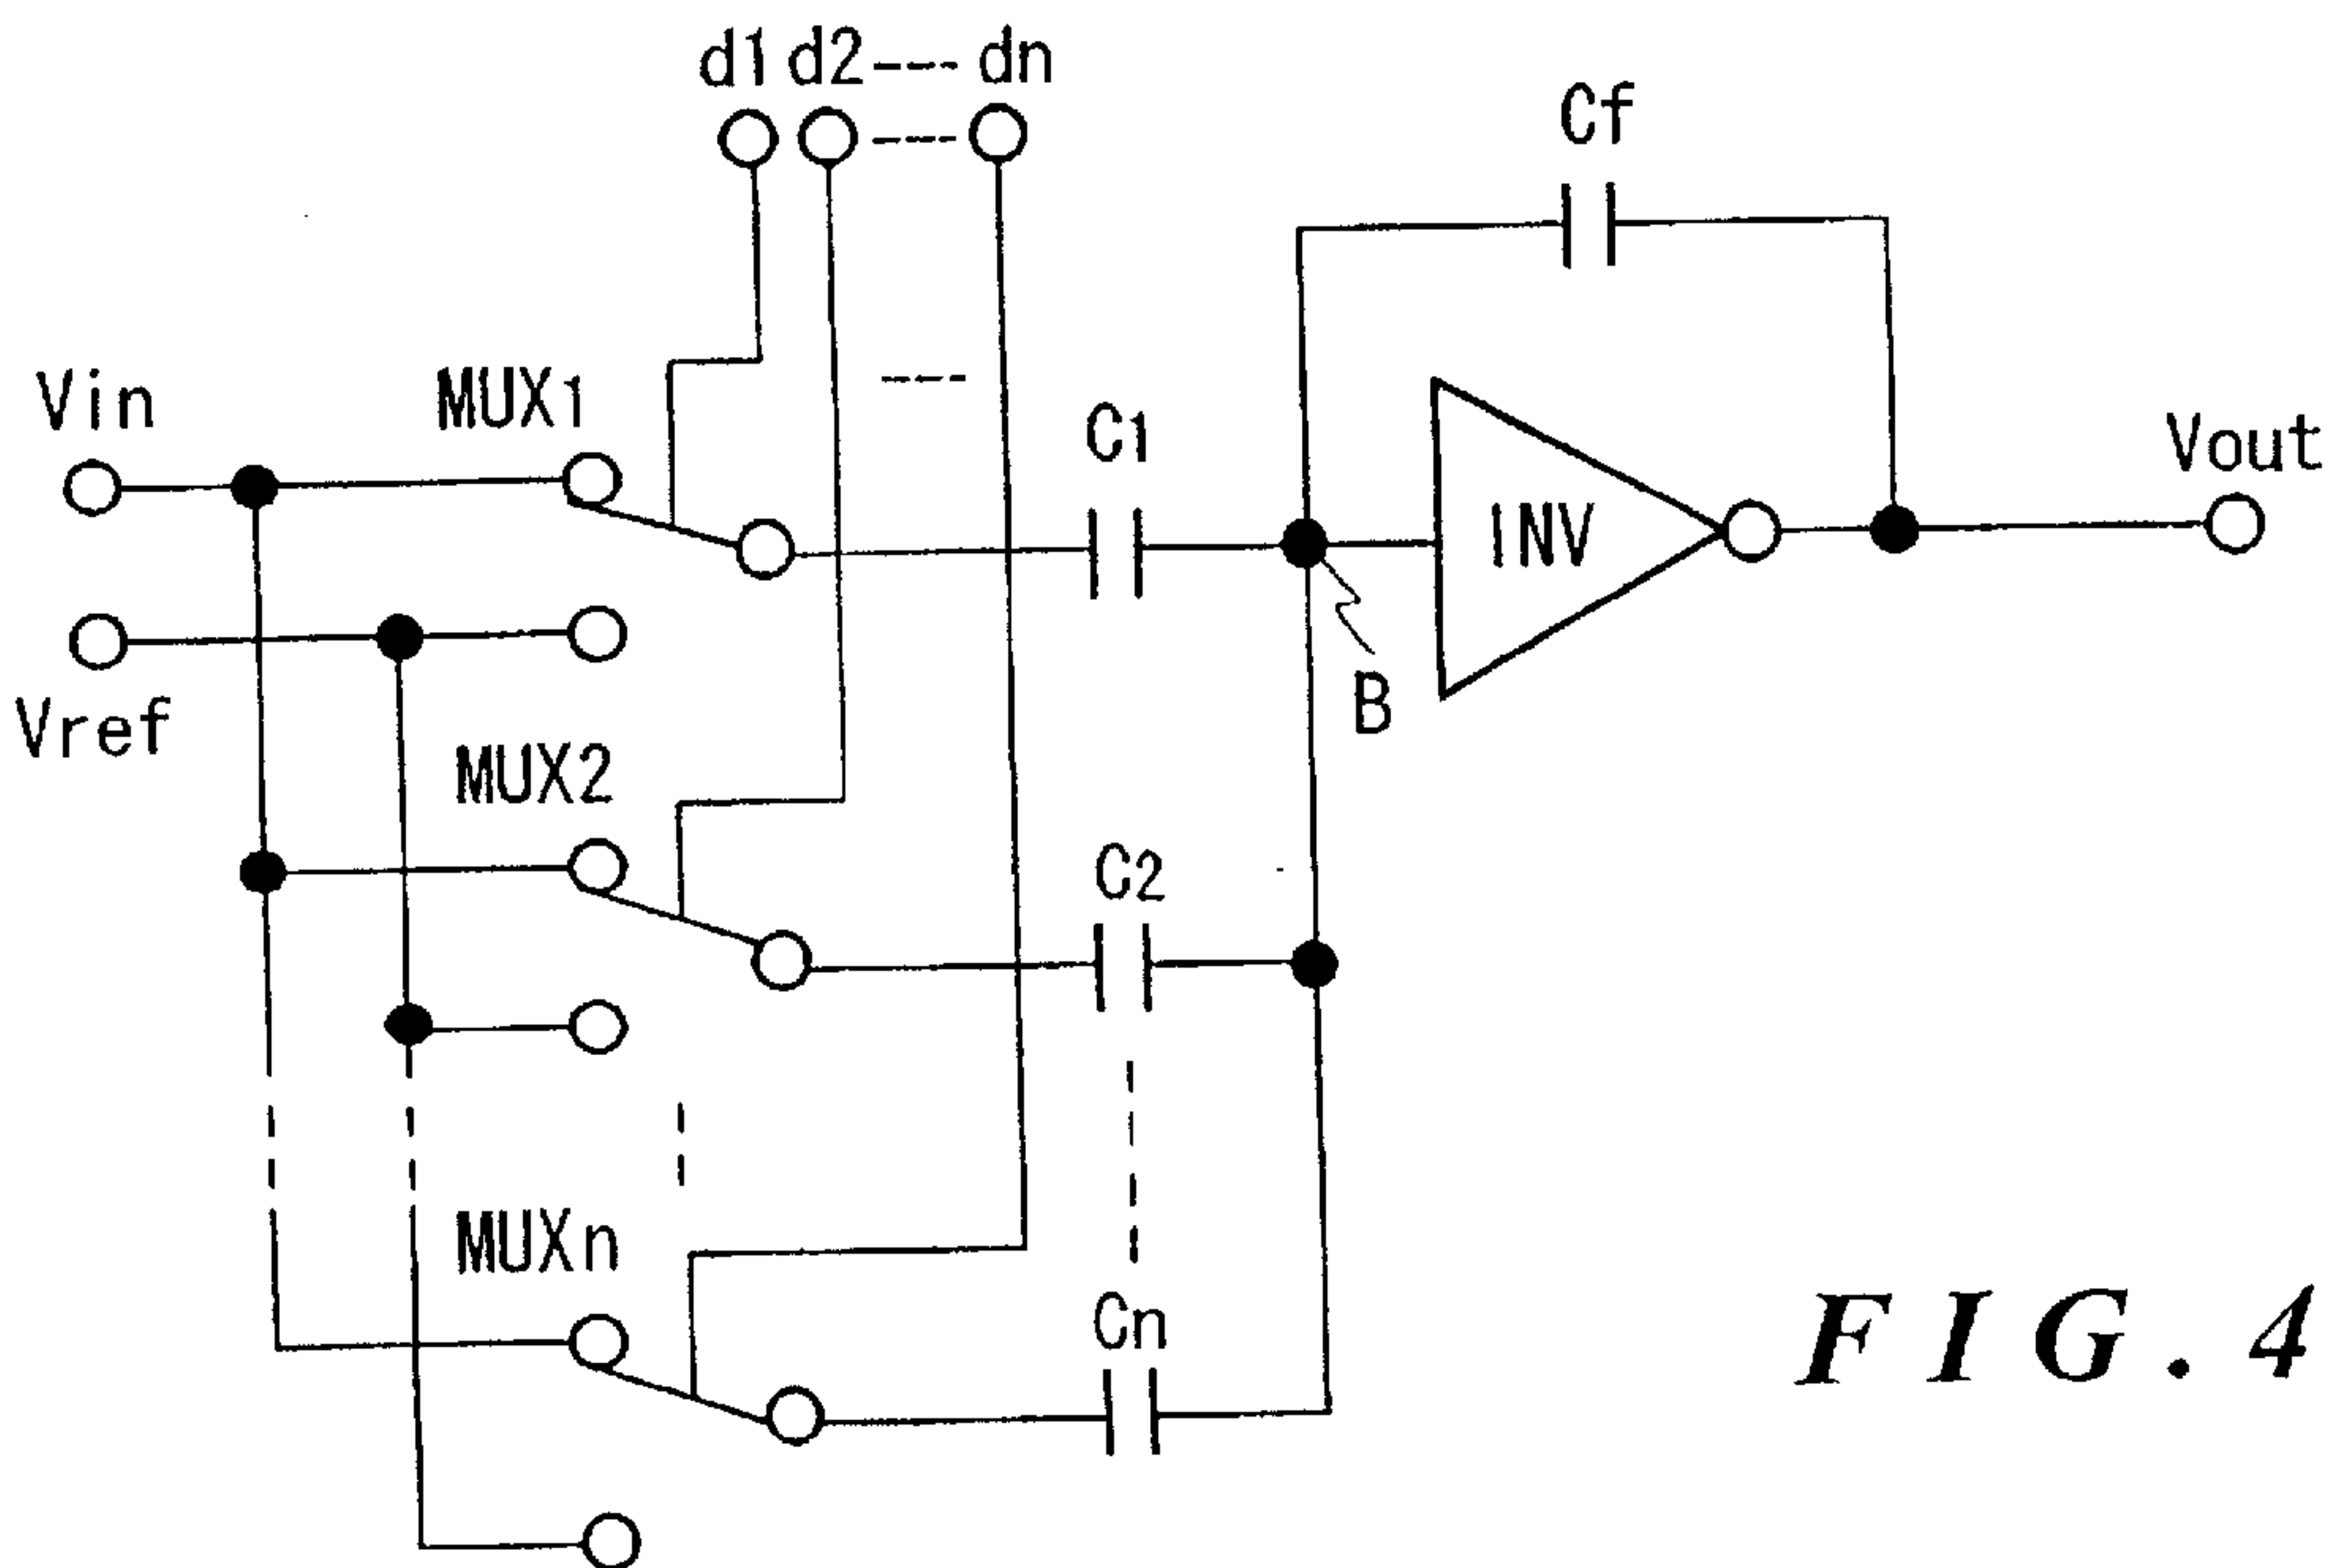 d1 d2 ---- dn
Cf
Vin
MUX1
C1
INV
Vout
Vref
B
MUX2
C2
MUXn
Cn
FIG. 4